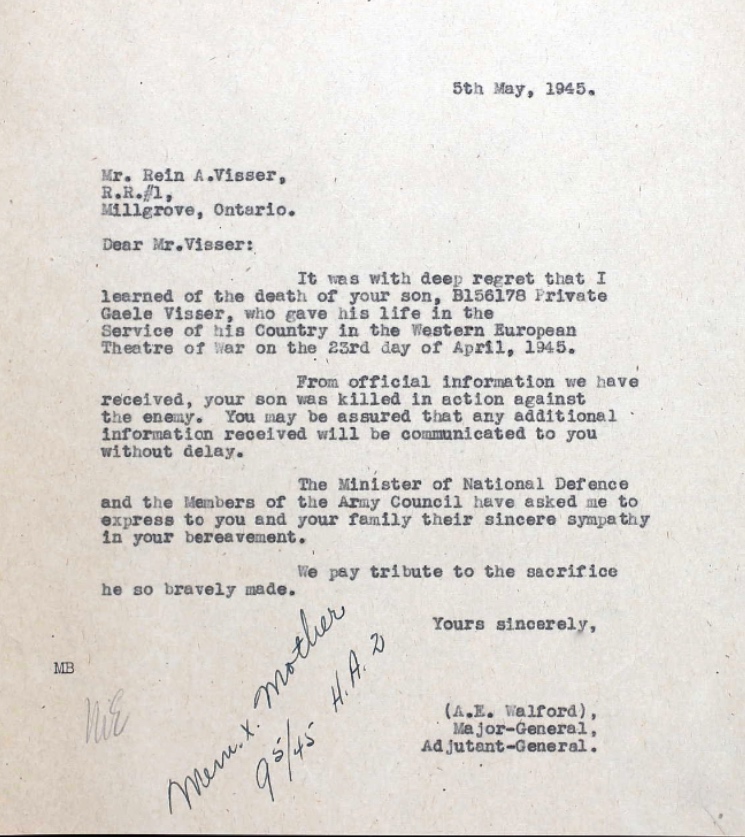 5th May, 1945.
Mr. Rein A.Visser,
R.R.#1,
Millgrove, Ontario.
Dear Mr.Visser:
It was with deep regret that I
learned of the death of your son, B156178 Private
Gaele Visser, who gave his life in the
Service of his Country in the Western European
Theatre of War on the 23rd day of April, 1945.
From official information we have
received, your son was killed in action against
the enemy. You may be assured that any additional
information received will be communicated to you
without delay.
The Minister of National Defence
and the Members of the Army Council have asked me to
express to you and your family their sincere sympathy
in your bereavement.
We pay tribute to the sacrifice
he so bravely made.
Yours sincerely,
MB
Mem. X. Mother
9 5/45 H.A.
(A.E. Walford),
Major-General,
Adjutant-General.